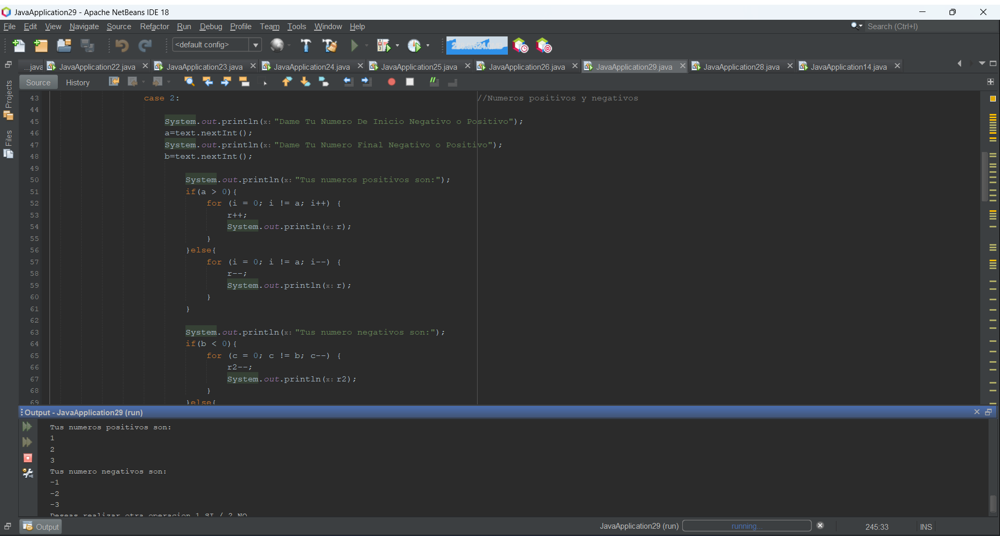 JavaApplication29 - Apache NetBeans IDE 18
File Edit View Navigate Source Refactor Run Debug Profile Team Tools Window Help
Search (Ctrl+I)
<default config>
...java JavaApplication22.java JavaApplication23.java JavaApplication24.java JavaApplication25.java JavaApplication26.java JavaApplication29.java JavaApplication28.java JavaApplication14.java
Source History
Projects
Files
43 case 2: //Numeros positivos y negativos
44
45 System.out.println(x: "Dame Tu Numero De Inicio Negativo o Positivo");
46 a=text.nextInt();
47 System.out.println(x: "Dame Tu Numero Final Negativo o Positivo");
48 b=text.nextInt();
49
50 System.out.println(x: "Tus numeros positivos son:");
51 if(a > 0){
52 for (i = 0; i != a; i++) {
53 r++;
54 System.out.println(x: r);
55 }
56 }else{
57 for (i = 0; i != a; i--) {
58 r--;
59 System.out.println(x: r);
60 }
61 }
62
63 System.out.println(x: "Tus numero negativos son:");
64 if(b < 0){
65 for (c = 0; c != b; c--) {
66 r2--;
67 System.out.println(x: r2);
68 }
69 }else{
Output - JavaApplication29 (run)
Tus numeros positivos son:
1
2
3
Tus numero negativos son:
-1
-2
-3
Deseas realizar otra operacion 1 SI / 2 NO
Output
JavaApplication29 (run) running... 245:33 INS